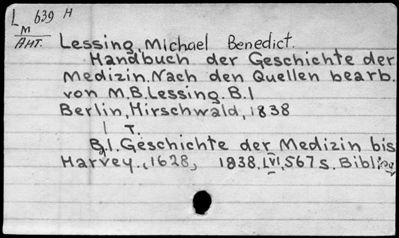 L 639 H
M
Ант.
Lessing, Michael Benedict.
Handbuch der Geschichte der
Medizin. Nach den Quellen bearb.
von M.B. Lessing. B.1
Berlin, Hirschwald, 1838
1 T.
B.1. Geschichte der Medizin bis
Harvey., 1628, 1838. LVI, 567 s. Bibliog